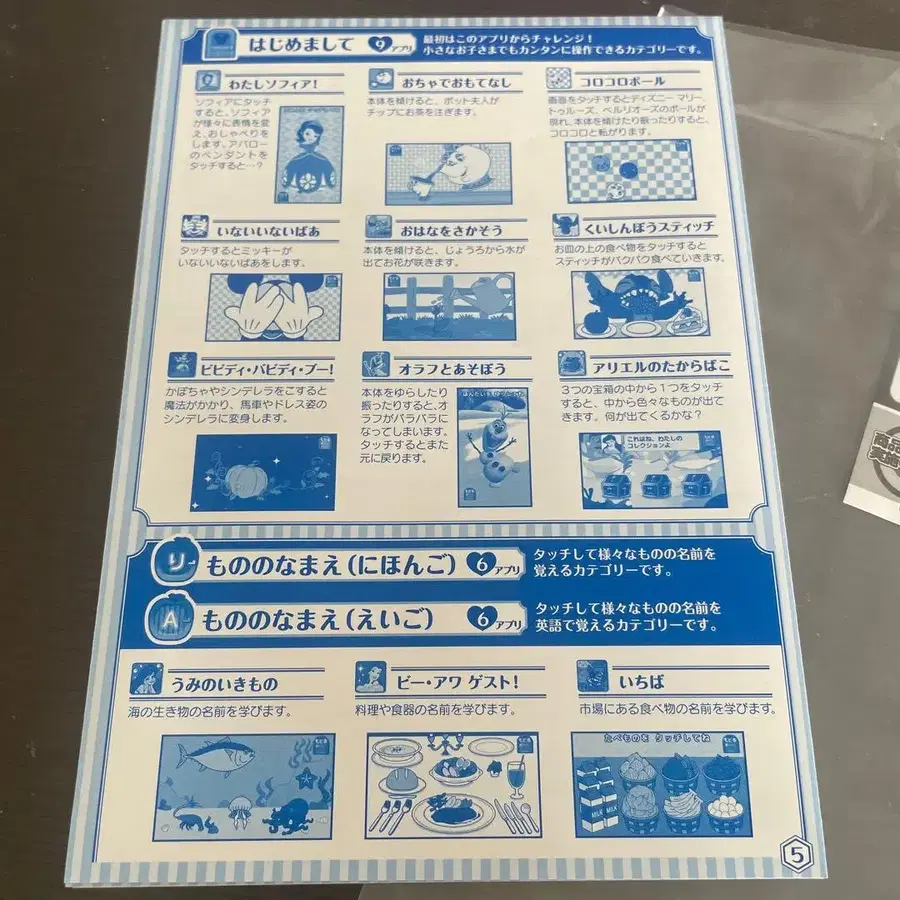 はじめまして 9 アプリ
最初はこのアプリからチャレンジ！
小さなお子さまでもカンタンに操作できるカテゴリーです。
わたしソフィア！
ソフィアにタッチ
すると、ソフィア
が様々に表情を変
え、おしゃべりを
します。アバローの
ペンダントを
タッチすると…？
おちゃでおもてなし
本体を傾けると、ポット夫人が
チップにお茶を注ぎます。
コロコロボール
画面をタッチするとディズニー マリー、
トゥルーズ、ベルリオーズのボールが
現れ、本体を傾けたり振ったりすると、
コロコロと転がります。
いないいないばあ
タッチするとミッキーが
いないいないばあをします。
おはなをさかそう
本体を傾けると、じょうろから水が
出てお花が咲きます。
くいしんぼうスティッチ
お皿の上の食べ物をタッチすると
スティッチがパクパク食べていきます。
ビビディ・バビディ・ブー！
かぼちゃやシンデレラをこすると
魔法がかかり、馬車やドレス姿の
シンデレラに変身します。
オラフとあそぼう
本体をゆらしたり
振ったりすると、オ
ラフがバラバラに
なってしまいます。
タッチするとまた
元に戻ります。
アリエルのたからばこ
3つの宝箱の中から1つをタッチ
すると、中から色々なものが出てき
ます。何が出てくるかな？
これはね、わたしの
コレクションよ
リ もののなまえ(にほんご) 6 アプリ
タッチして様々なものの名前を
覚えるカテゴリーです。
A もののなまえ(えいご) 6 アプリ
タッチして様々なものの名前を
英語で覚えるカテゴリーです。
うみのいきもの
海の生き物の名前を学びます。
ビー・アワ ゲスト！
料理や食器の名前を学びます。
いちば
市場にある食べ物の名前を学びます。
たべものを タッチしてね
MILK MILK
5